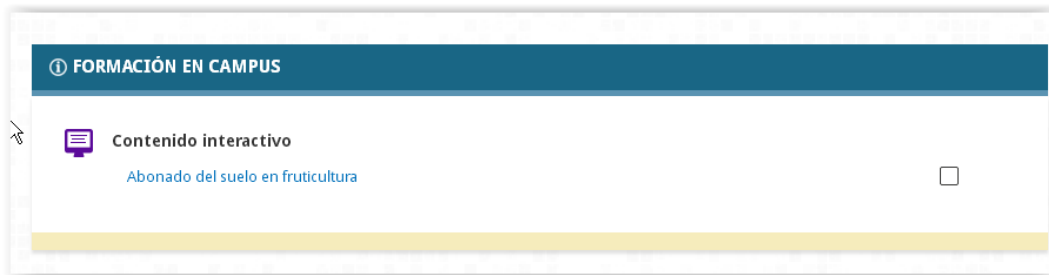 FORMACIÓN EN CAMPUS
Contenido interactivo
Abonado del suelo en fruticultura